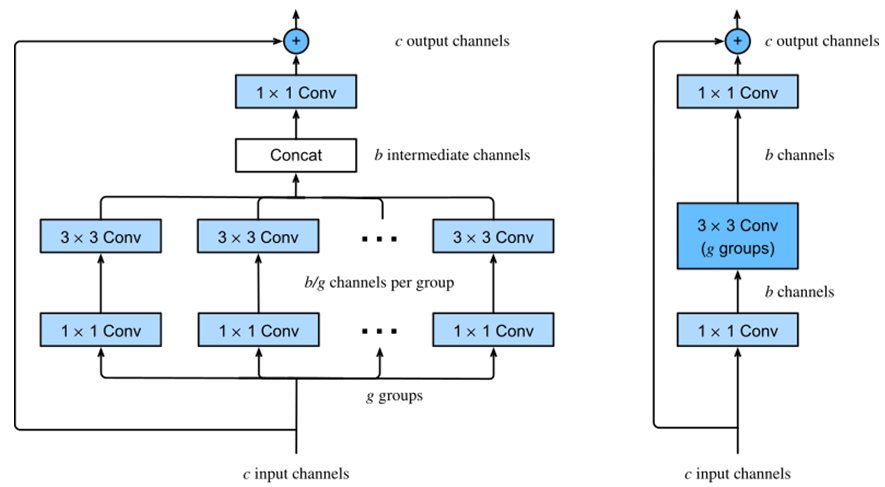 +
c output channels
1 × 1 Conv
Concat
b intermediate channels
3 × 3 Conv
3 × 3 Conv
...
3 × 3 Conv
b/g channels per group
1 × 1 Conv
1 × 1 Conv
...
1 × 1 Conv
g groups
c input channels
+
c output channels
1 × 1 Conv
b channels
3 × 3 Conv
(g groups)
b channels
1 × 1 Conv
c input channels